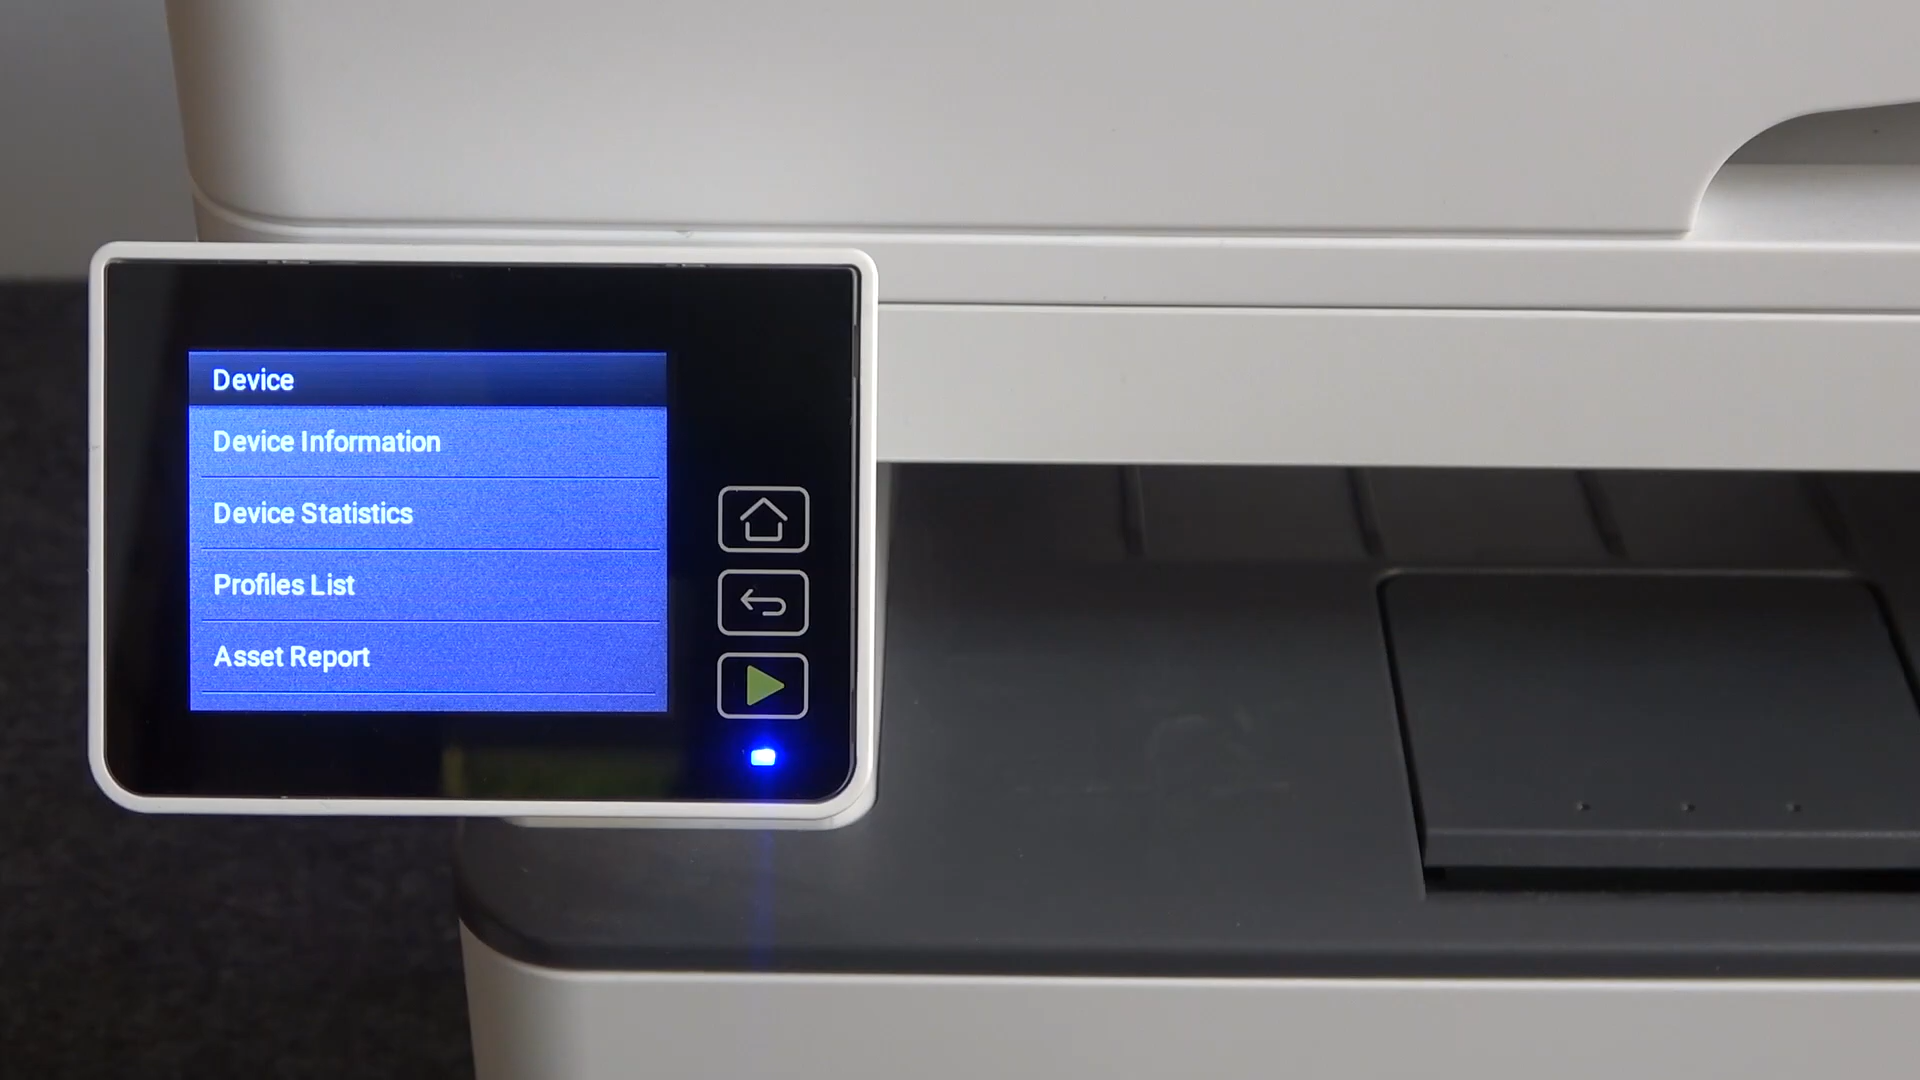 Device
Device Information
Device Statistics
Profiles List
Asset Report